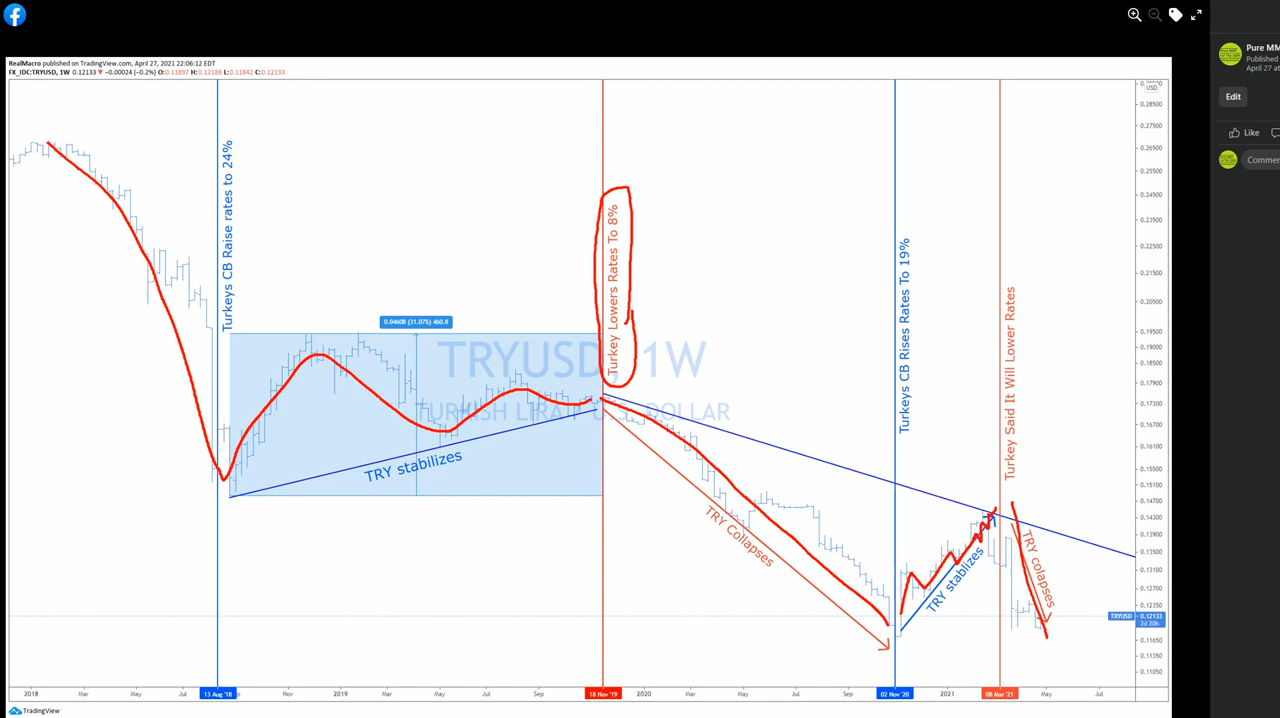 RealMacro published on TradingView.com, April 27, 2021 22:06:12 EDT
FX_IDC:TRYUSD, 1W 0.12133 ▼ −0.00024 (−0.2%) O:0.11897 H:0.12188 L:0.11842 C:0.12133
Pure MM
Published
April 27 at
Edit
Like
Commen
USD
0.28500
0.27500
0.26500
0.25500
0.24500
0.23500
0.22500
0.21500
0.20500
0.19500
0.19000
0.18500
0.17900
0.17300
0.16700
0.16100
0.15500
0.15100
0.14700
0.14300
0.13900
0.13500
0.13100
0.12700
0.12350
TRYUSD 0.12133
2d 20h
0.11650
0.11350
0.11050
Turkeys CB Raise rates to 24%
0.04608 (31.07%) 460.8
TRYUSD, 1W
TURKISH LIRA/U.S. DOLLAR
TRY stabilizes
Turkey Lowers Rates To 8%
TRY Collapses
Turkeys CB Rises Rates To 19%
TRY stablizes
Turkey Said It Will Lower Rates
TRY colapses
2018 Mar May Jul 13 Aug '18 Nov 2019 Mar May Jul Sep 18 Nov '19 2020 Mar May Jul Sep 02 Nov '20 2021 08 Mar '21 May Jul
TradingView